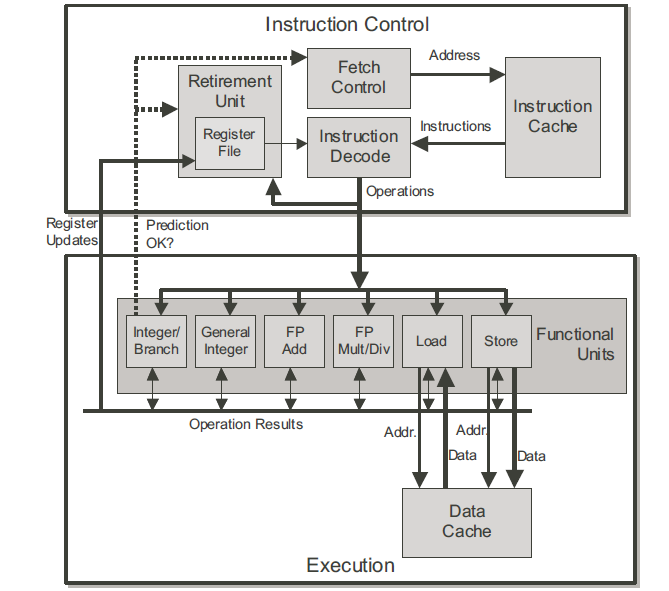 Instruction Control
Fetch
Control
Address
Retirement
Unit
Instruction
Cache
Register
File
Instruction
Decode
Instructions
Operations
Register
Updates
Prediction
OK?
Integer/
Branch
General
Integer
FP
Add
FP
Mult/Div
Load
Store
Functional
Units
Operation Results
Addr.
Addr.
Data
Data
Data
Cache
Execution